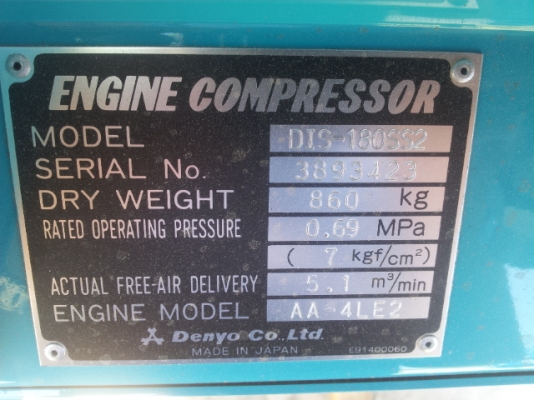 ENGINE COMPRESSOR
MODEL DIS-180SS2
SERIAL No. 3893423
DRY WEIGHT 860 kg
RATED OPERATING PRESSURE 0.69 MPa
( 7 kgf/cm²)
ACTUAL FREE-AIR DELIVERY 5.1 m³/min
ENGINE MODEL AA-4LE2
Denyo Co.,Ltd.
MADE IN JAPAN E91400060